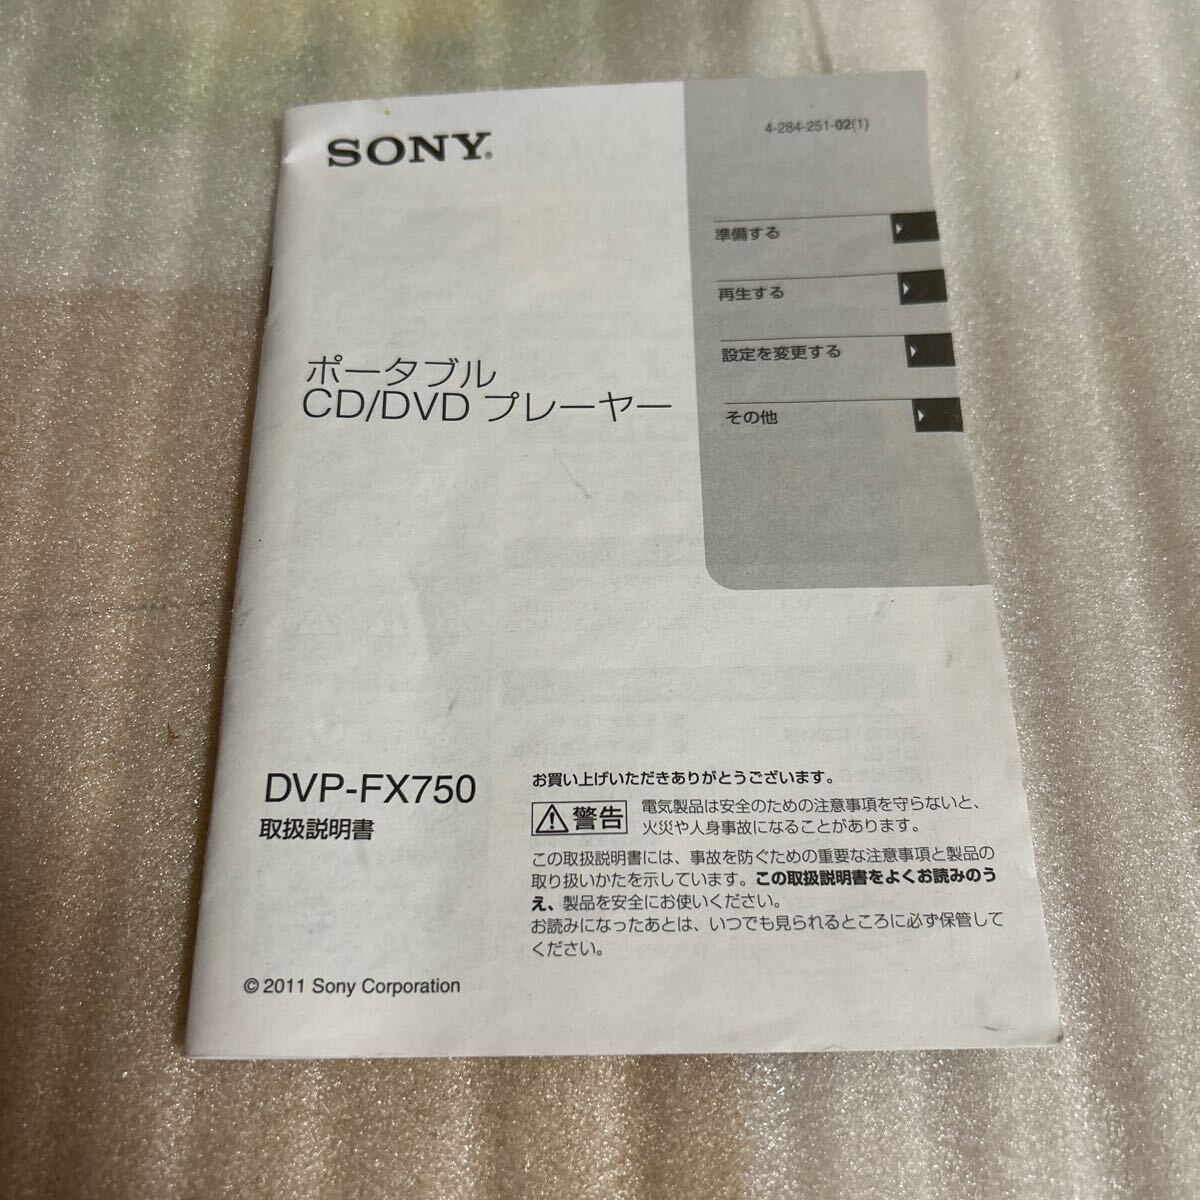 SONY®
4-284-251-02(1)
準備する
再生する
設定を変更する
その他
ポータブル
CD/DVD プレーヤー
DVP-FX750
取扱説明書
お買い上げいただきありがとうございます。
警告
電気製品は安全のための注意事項を守らないと、
火災や人身事故になることがあります。
この取扱説明書には、事故を防ぐための重要な注意事項と製品の
取り扱いかたを示しています。この取扱説明書をよくお読みのう
え、製品を安全にお使いください。
お読みになったあとは、いつでも見られるところに必ず保管して
ください。
© 2011 Sony Corporation